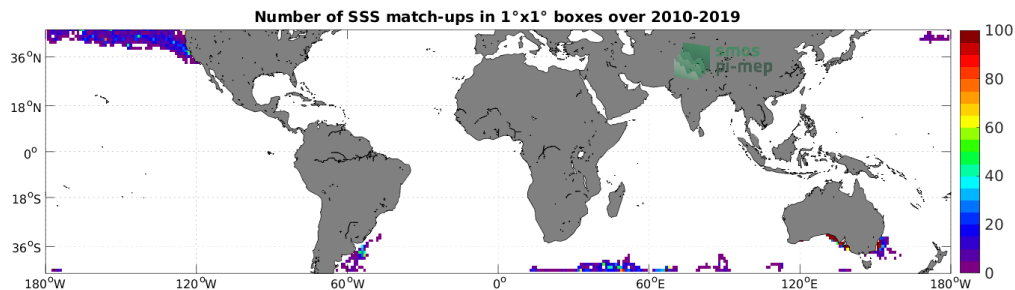 Number of SSS match-ups in 1°x1° boxes over 2010-2019
smos
pi-mep
100
80
60
40
20
0
36°N
18°N
0°
18°S
36°S
180°W
120°W
60°W
0°
60°E
120°E
180°W